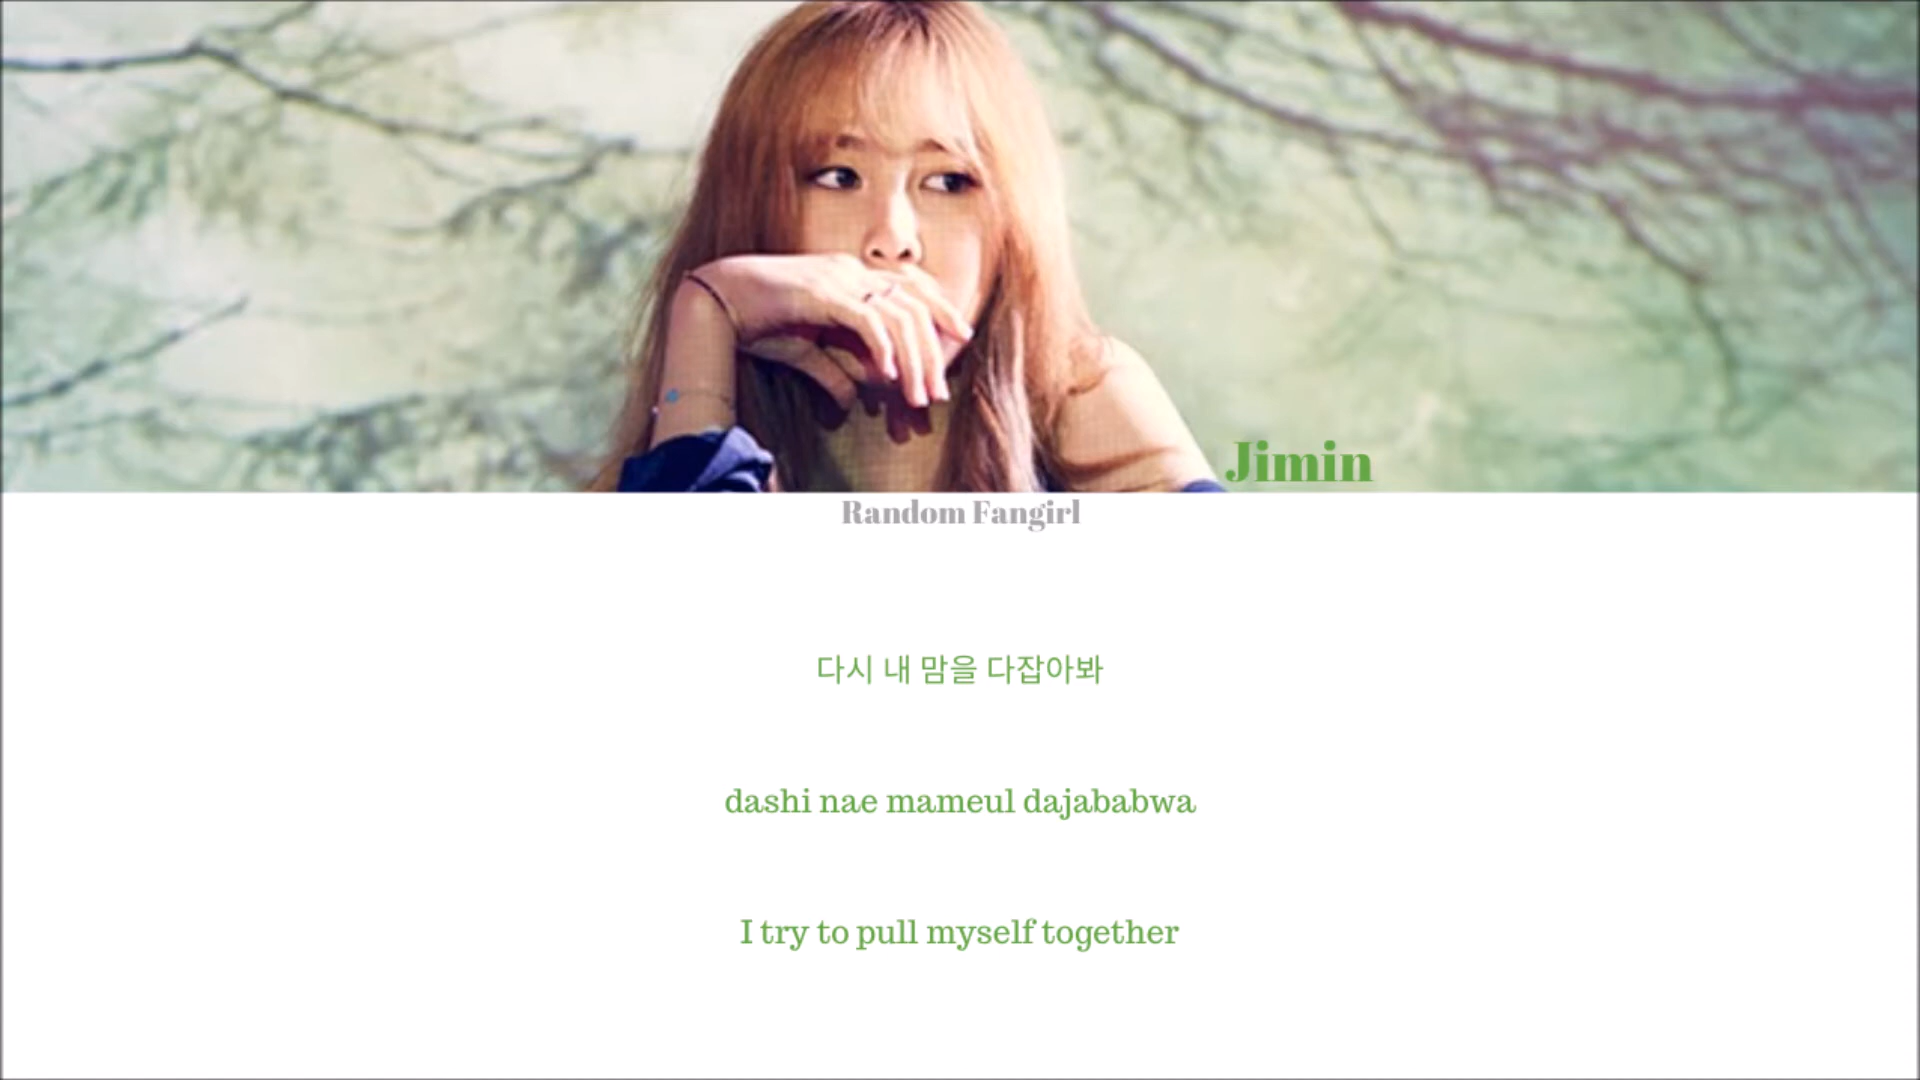 Jimin
Random Fangirl
다시 내 맘을 다잡아봐
dashi nae mameul dajababwa
I try to pull myself together